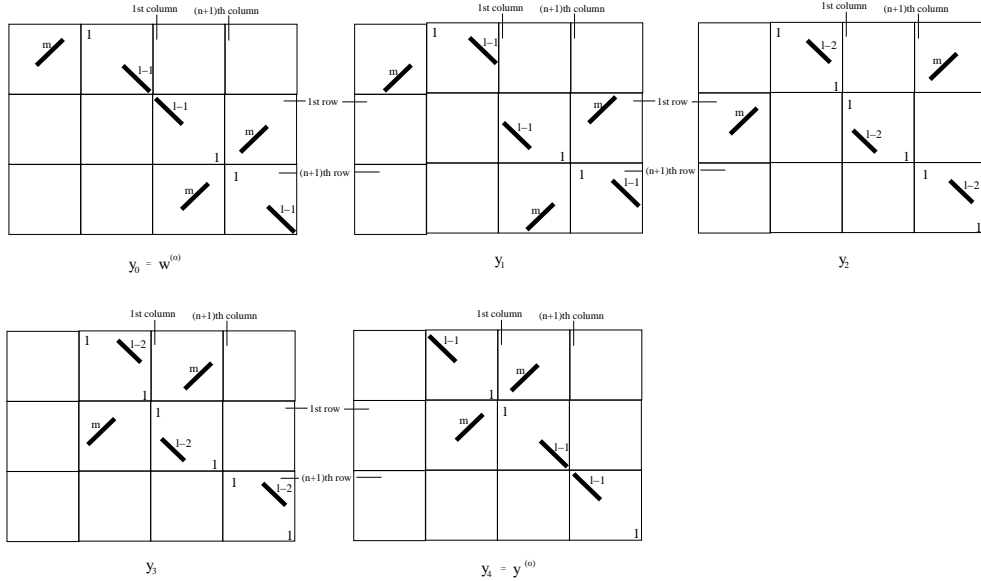 1st column (n+1)th column
1st column (n+1)th column
1st column (n+1)th column
m 1 l-1
1 l-1
1 l-2
l-1
m
m
1
1st row
1st row
l-1
m
m
1
m
1
l-2
1
1
1
(n+1)th row
(n+1)th row
m
1
l-1
m
1
l-1
1
l-2
1
y0 = w(o)
y1
y2
1st column (n+1)th column
1st column (n+1)th column
1 l-2
m
1
l-1
m
1
1st row
m
1
l-2
1
m
1
l-1
(n+1)th row
1
l-2
1
l-1
1
y3
y4 = y(o)